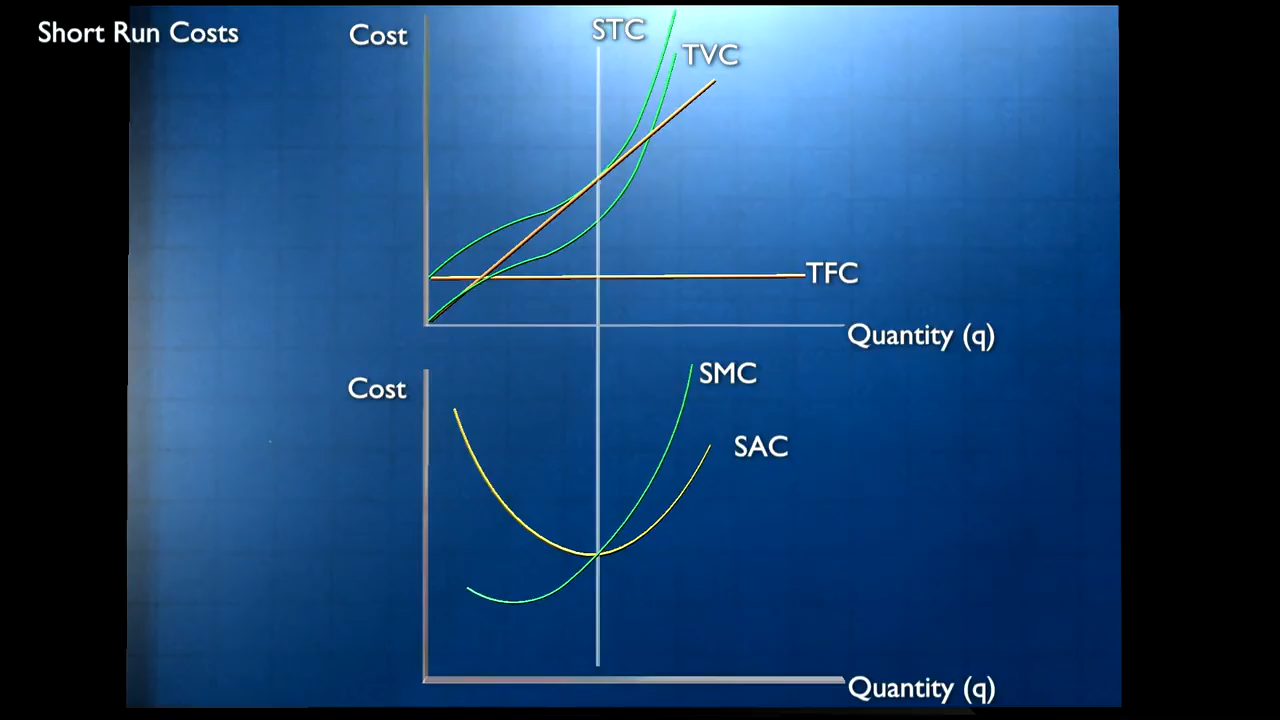 Short Run Costs
Cost
STC
TVC
TFC
Quantity (q)
Cost
SMC
SAC
Quantity (q)